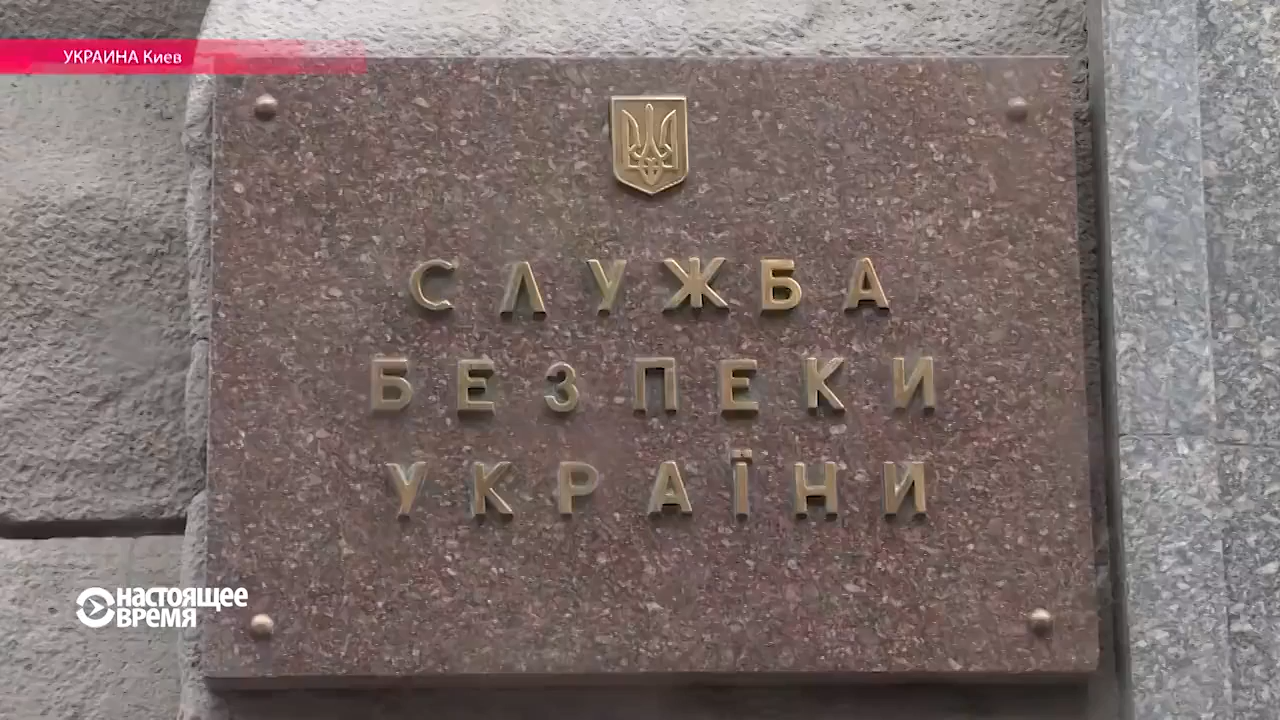 УКРАИНА Киев
СЛУЖБА
БЕЗПЕКИ
УКРАЇНИ
НАСТОЯЩЕЕ
ВРЕМЯ